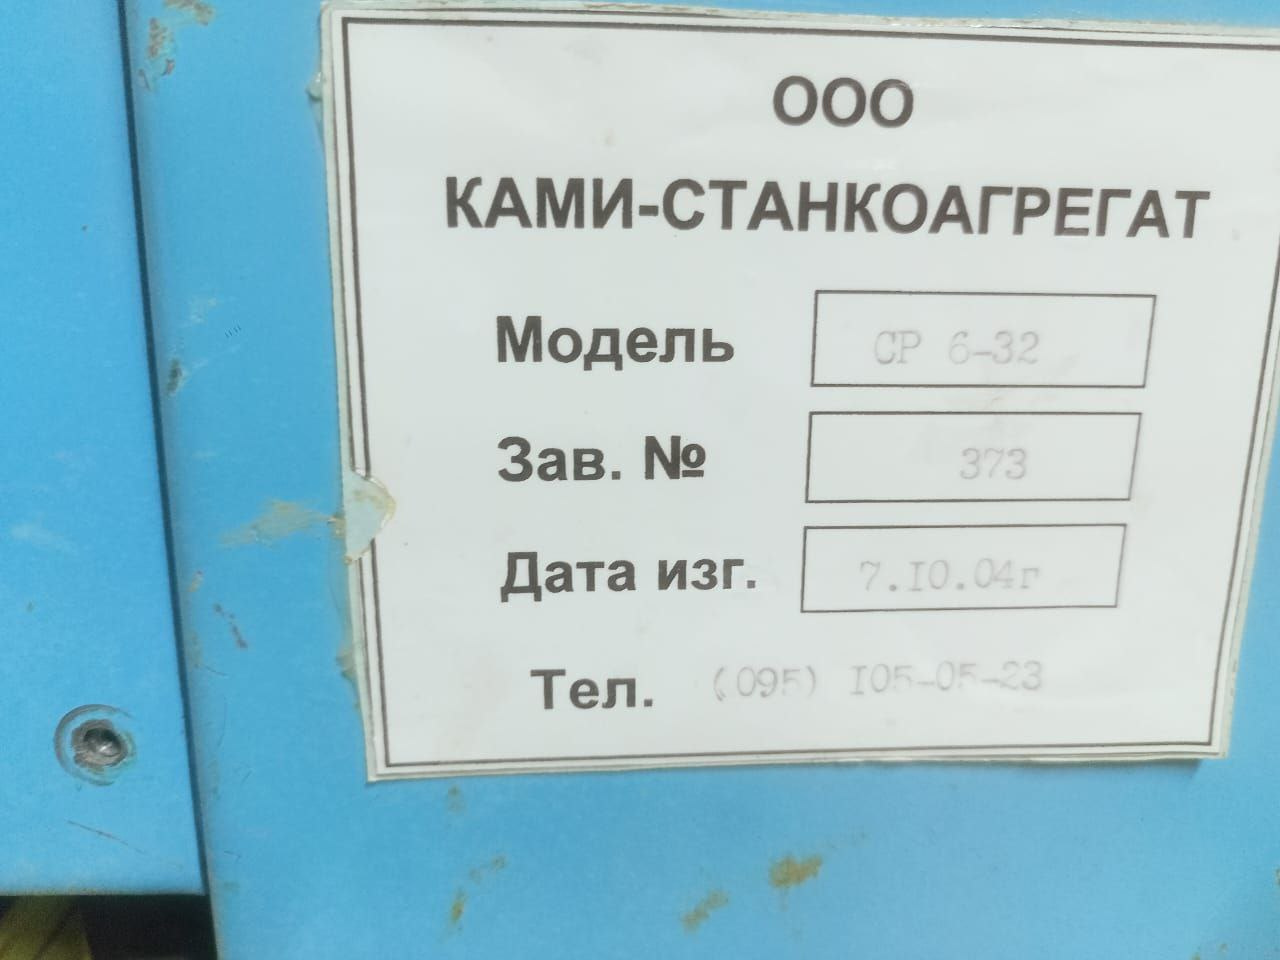 ООО
КАМИ-СТАНКОАГРЕГАТ
Модель СР 6-32
Зав. № 373
Дата изг. 7.I0.04г
Тел. (095) I05-05-23